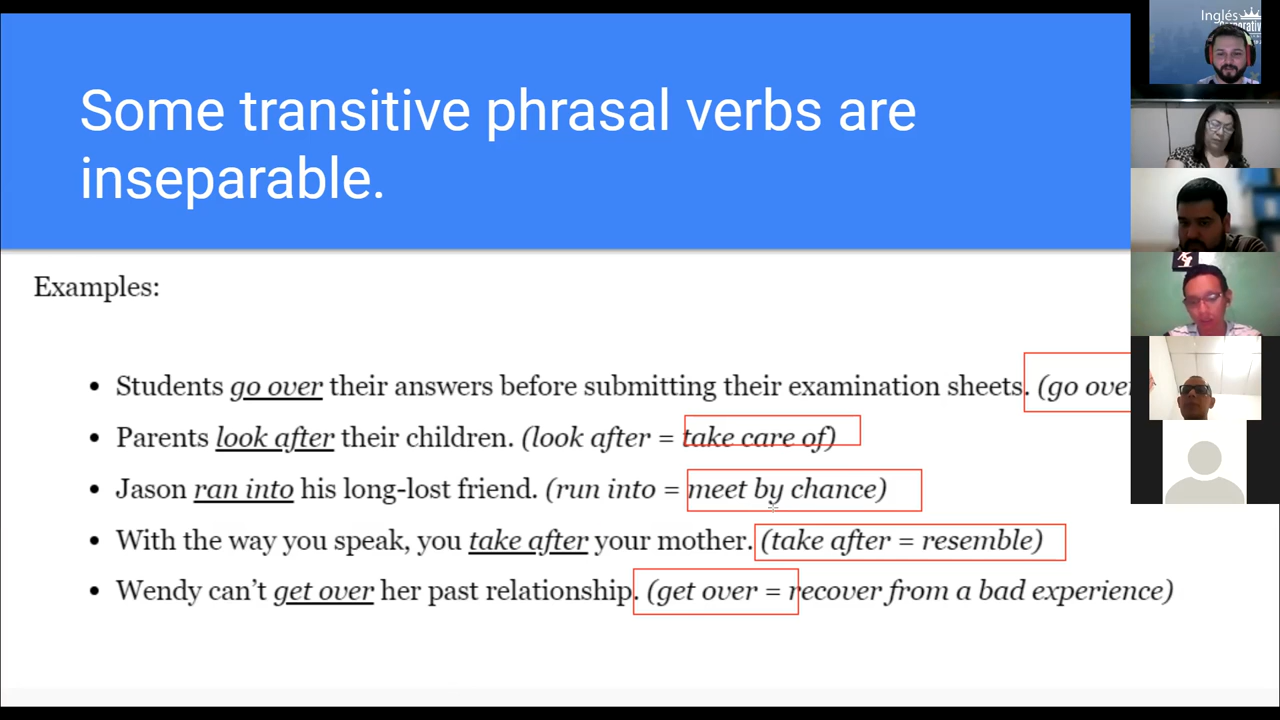 Some transitive phrasal verbs are
inseparable.
Examples:
• Students go over their answers before submitting their examination sheets. (go over
• Parents look after their children. (look after = take care of)
• Jason ran into his long-lost friend. (run into = meet by chance)
• With the way you speak, you take after your mother. (take after = resemble)
• Wendy can't get over her past relationship. (get over = recover from a bad experience)
Inglés